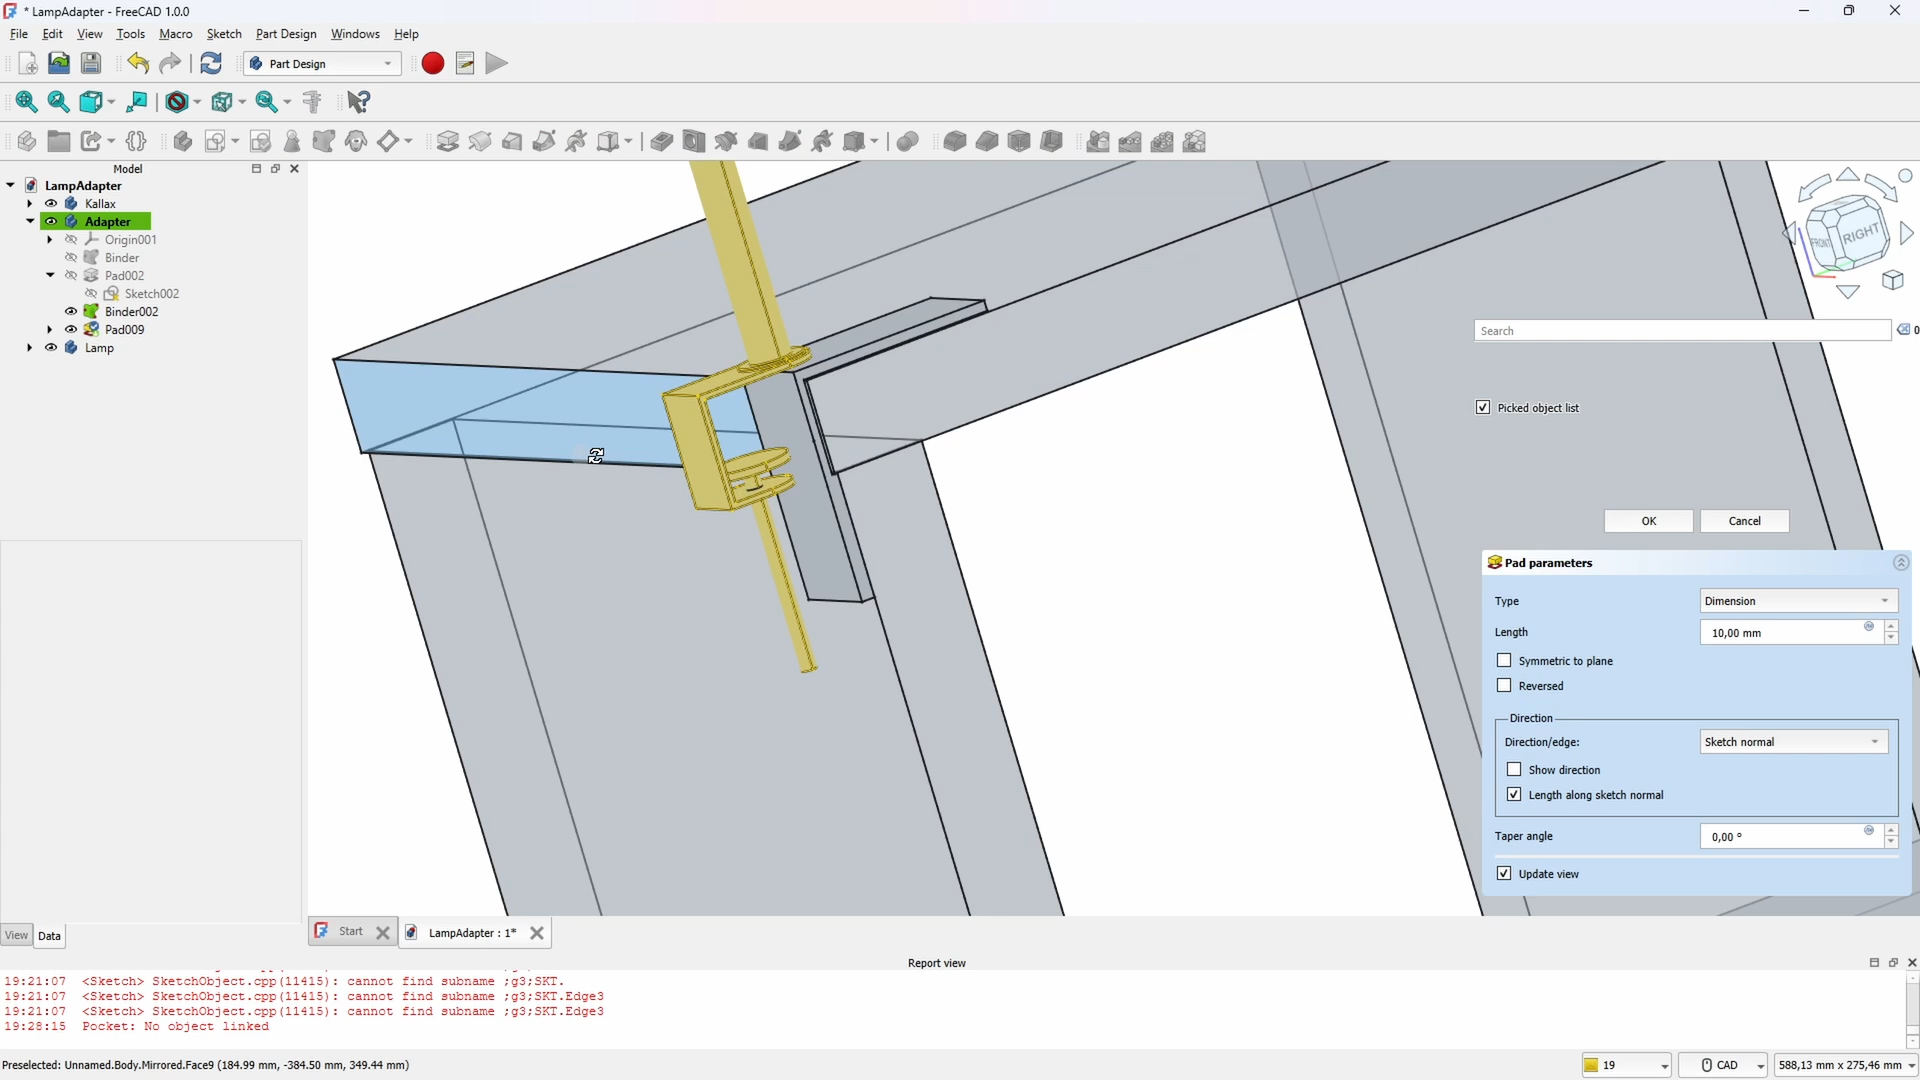 * LampAdapter - FreeCAD 1.0.0
File Edit View Tools Macro Sketch Part Design Windows Help
Part Design
Model
LampAdapter
Kallax
Adapter
Origin001
Binder
Pad002
Sketch002
Binder002
Pad009
Lamp
FRONT RIGHT
Search
0
Picked object list
OK Cancel
Pad parameters
Type Dimension
Length 10,00 mm
Symmetric to plane
Reversed
Direction
Direction/edge: Sketch normal
Show direction
Length along sketch normal
Taper angle 0,00 °
Update view
View Data
Start LampAdapter : 1*
Report view
19:21:07 <Sketch> SketchObject.cpp(11415): cannot find subname ;g3;SKT.
19:21:07 <Sketch> SketchObject.cpp(11415): cannot find subname ;g3;SKT.Edge3
19:21:07 <Sketch> SketchObject.cpp(11415): cannot find subname ;g3;SKT.Edge3
19:28:15 Pocket: No object linked
Preselected: Unnamed.Body.Mirrored.Face9 (184.99 mm, -384.50 mm, 349.44 mm)
19 CAD 588,13 mm x 275,46 mm